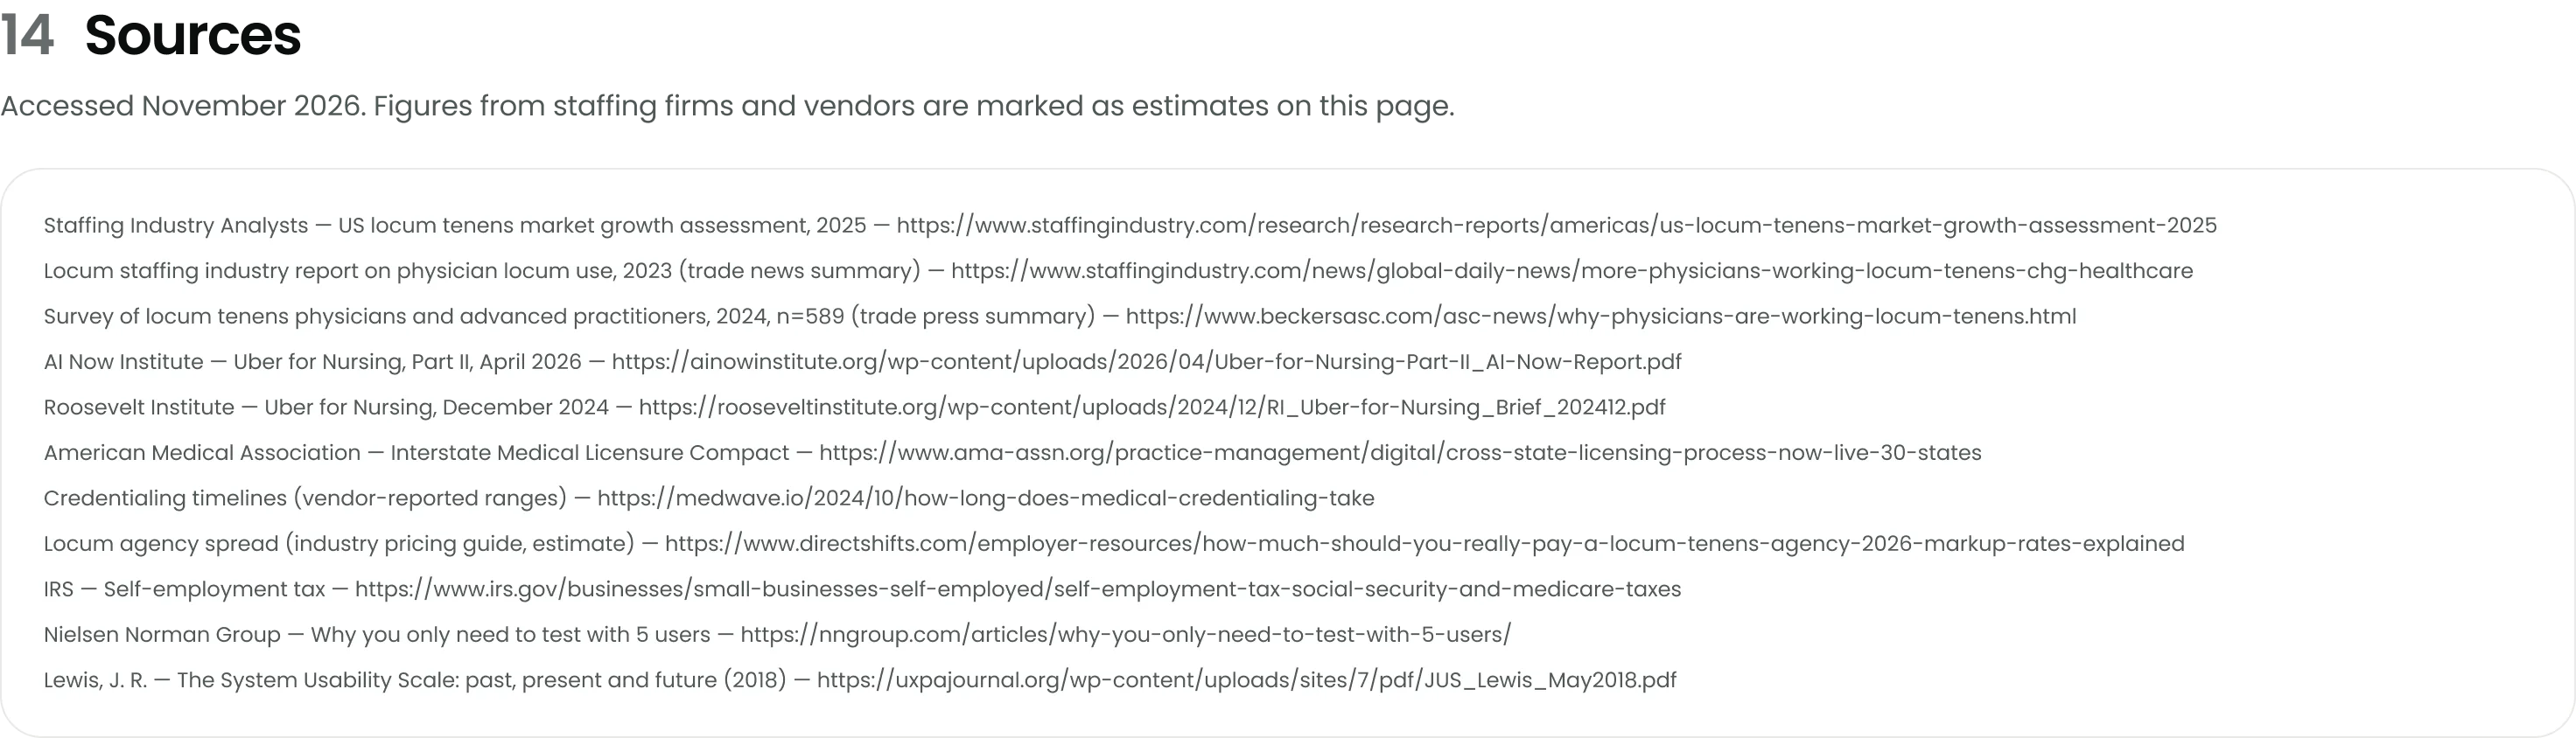 14 Sources
Accessed November 2026. Figures from staffing firms and vendors are marked as estimates on this page.
Staffing Industry Analysts — US locum tenens market growth assessment, 2025 — https://www.staffingindustry.com/research/research-reports/americas/us-locum-tenens-market-growth-assessment-2025
Locum staffing industry report on physician locum use, 2023 (trade news summary) — https://www.staffingindustry.com/news/global-daily-news/more-physicians-working-locum-tenens-chg-healthcare
Survey of locum tenens physicians and advanced practitioners, 2024, n=589 (trade press summary) — https://www.beckersasc.com/asc-news/why-physicians-are-working-locum-tenens.html
AI Now Institute — Uber for Nursing, Part II, April 2026 — https://ainowinstitute.org/wp-content/uploads/2026/04/Uber-for-Nursing-Part-II_AI-Now-Report.pdf
Roosevelt Institute — Uber for Nursing, December 2024 — https://rooseveltinstitute.org/wp-content/uploads/2024/12/RI_Uber-for-Nursing_Brief_202412.pdf
American Medical Association — Interstate Medical Licensure Compact — https://www.ama-assn.org/practice-management/digital/cross-state-licensing-process-now-live-30-states
Credentialing timelines (vendor-reported ranges) — https://medwave.io/2024/10/how-long-does-medical-credentialing-take
Locum agency spread (industry pricing guide, estimate) — https://www.directshifts.com/employer-resources/how-much-should-you-really-pay-a-locum-tenens-agency-2026-markup-rates-explained
IRS — Self-employment tax — https://www.irs.gov/businesses/small-businesses-self-employed/self-employment-tax-social-security-and-medicare-taxes
Nielsen Norman Group — Why you only need to test with 5 users — https://nngroup.com/articles/why-you-only-need-to-test-with-5-users/
Lewis, J. R. — The System Usability Scale: past, present and future (2018) — https://uxpajournal.org/wp-content/uploads/sites/7/pdf/JUS_Lewis_May2018.pdf